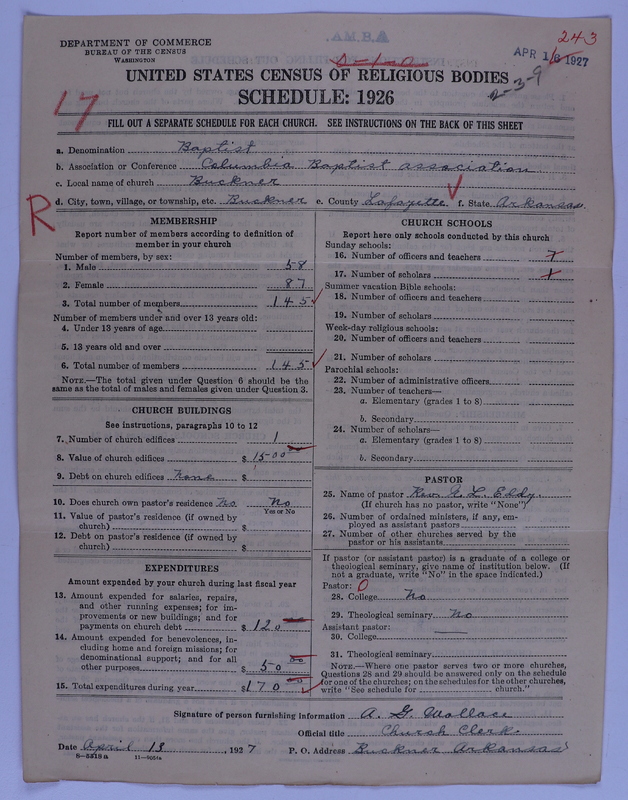 243
DEPARTMENT OF COMMERCE
BUREAU OF THE CENSUS
WASHINGTON
APR 16 1927
0-1-0
2-3-9
UNITED STATES CENSUS OF RELIGIOUS BODIES
SCHEDULE: 1926
17
FILL OUT A SEPARATE SCHEDULE FOR EACH CHURCH. SEE INSTRUCTIONS ON THE BACK OF THIS SHEET
a. Denomination Baptist
b. Association or Conference Columbia Baptist association
c. Local name of church Buckner
d. City, town, village, or township, etc. Buckner e. County Lafayette f. State Arkansas.
R
MEMBERSHIP
Report number of members according to definition of
member in your church
Number of members, by sex:
1. Male 58
2. Female 87
3. Total number of members 145
Number of members under and over 13 years old:
4. Under 13 years of age
5. 13 years old and over
6. Total number of members 145
NOTE.—The total given under Question 6 should be the
same as the total of males and females given under Question 3.
CHURCH BUILDINGS
See instructions, paragraphs 10 to 12
7. Number of church edifices 1
8. Value of church edifices $ 1500
9. Debt on church edifices None $
10. Does church own pastor's residence No No
Yes or No
11. Value of pastor's residence (if owned by
church) $
12. Debt on pastor's residence (if owned by
church) $
EXPENDITURES
Amount expended by your church during last fiscal year
13. Amount expended for salaries, repairs,
and other running expenses; for im-
provements or new buildings; and for
payments on church debt $ 120
14. Amount expended for benevolences, in-
cluding home and foreign missions; for
denominational support; and for all
other purposes $ 50 00
15. Total expenditures during year $ 170 00
CHURCH SCHOOLS
Report here only schools conducted by this church
Sunday schools:
16. Number of officers and teachers
17. Number of scholars
Summer vacation Bible schools:
18. Number of officers and teachers
19. Number of scholars
Week-day religious schools:
20. Number of officers and teachers
21. Number of scholars
Parochial schools:
22. Number of administrative officers
23. Number of teachers—
a. Elementary (grades 1 to 8)
b. Secondary
24. Number of scholars—
a. Elementary (grades 1 to 8)
b. Secondary
PASTOR
25. Name of pastor Rev. A. L. Eddy.
(If church has no pastor, write "None")
26. Number of ordained ministers, if any, em-
ployed as assistant pastors
27. Number of other churches served by the
pastor or his assistants
If pastor (or assistant pastor) is a graduate of a college or
theological seminary, give name of institution below. (If
not a graduate, write "No" in the space indicated.)
Pastor: 0
28. College No
29. Theological seminary No
Assistant pastor:
30. College
31. Theological seminary
NOTE.—Where one pastor serves two or more churches,
Questions 28 and 29 should be answered only on the schedule
for one of the churches; on the schedules for the other churches,
write "See schedule for church."
Signature of person furnishing information A. G. Wallace
Official title Church Clerk.
Date April 13, 1927 P. O. Address Buckner Arkansas
8-5318 a 11-9051a